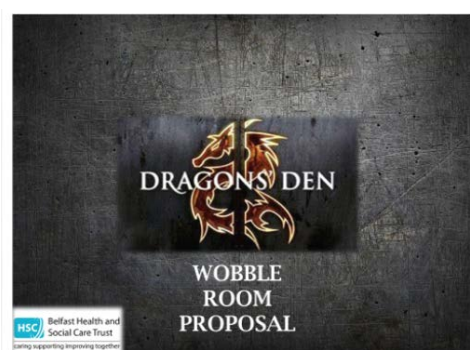 DRAGONS' DEN
WOBBLE
ROOM
PROPOSAL
HSC
Belfast Health and
Social Care Trust
caring supporting improving together